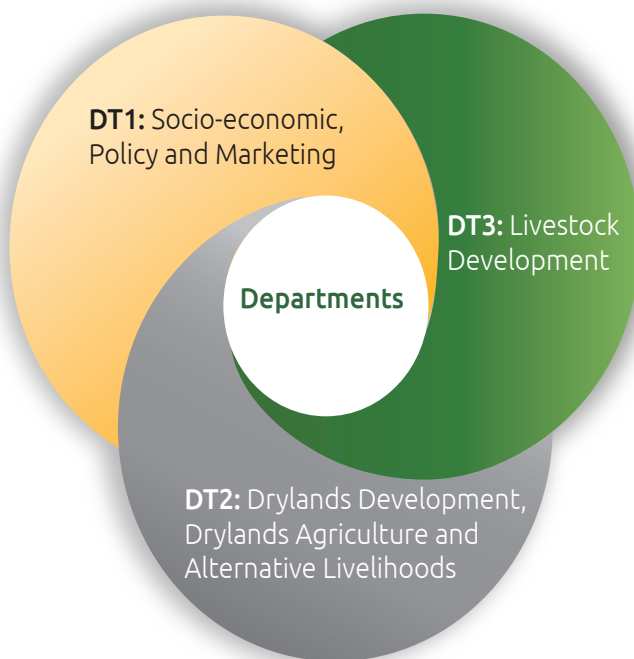 DT1: Socio-economic,
Policy and Marketing
DT3: Livestock
Development
Departments
DT2: Drylands Development,
Drylands Agriculture and
Alternative Livelihoods